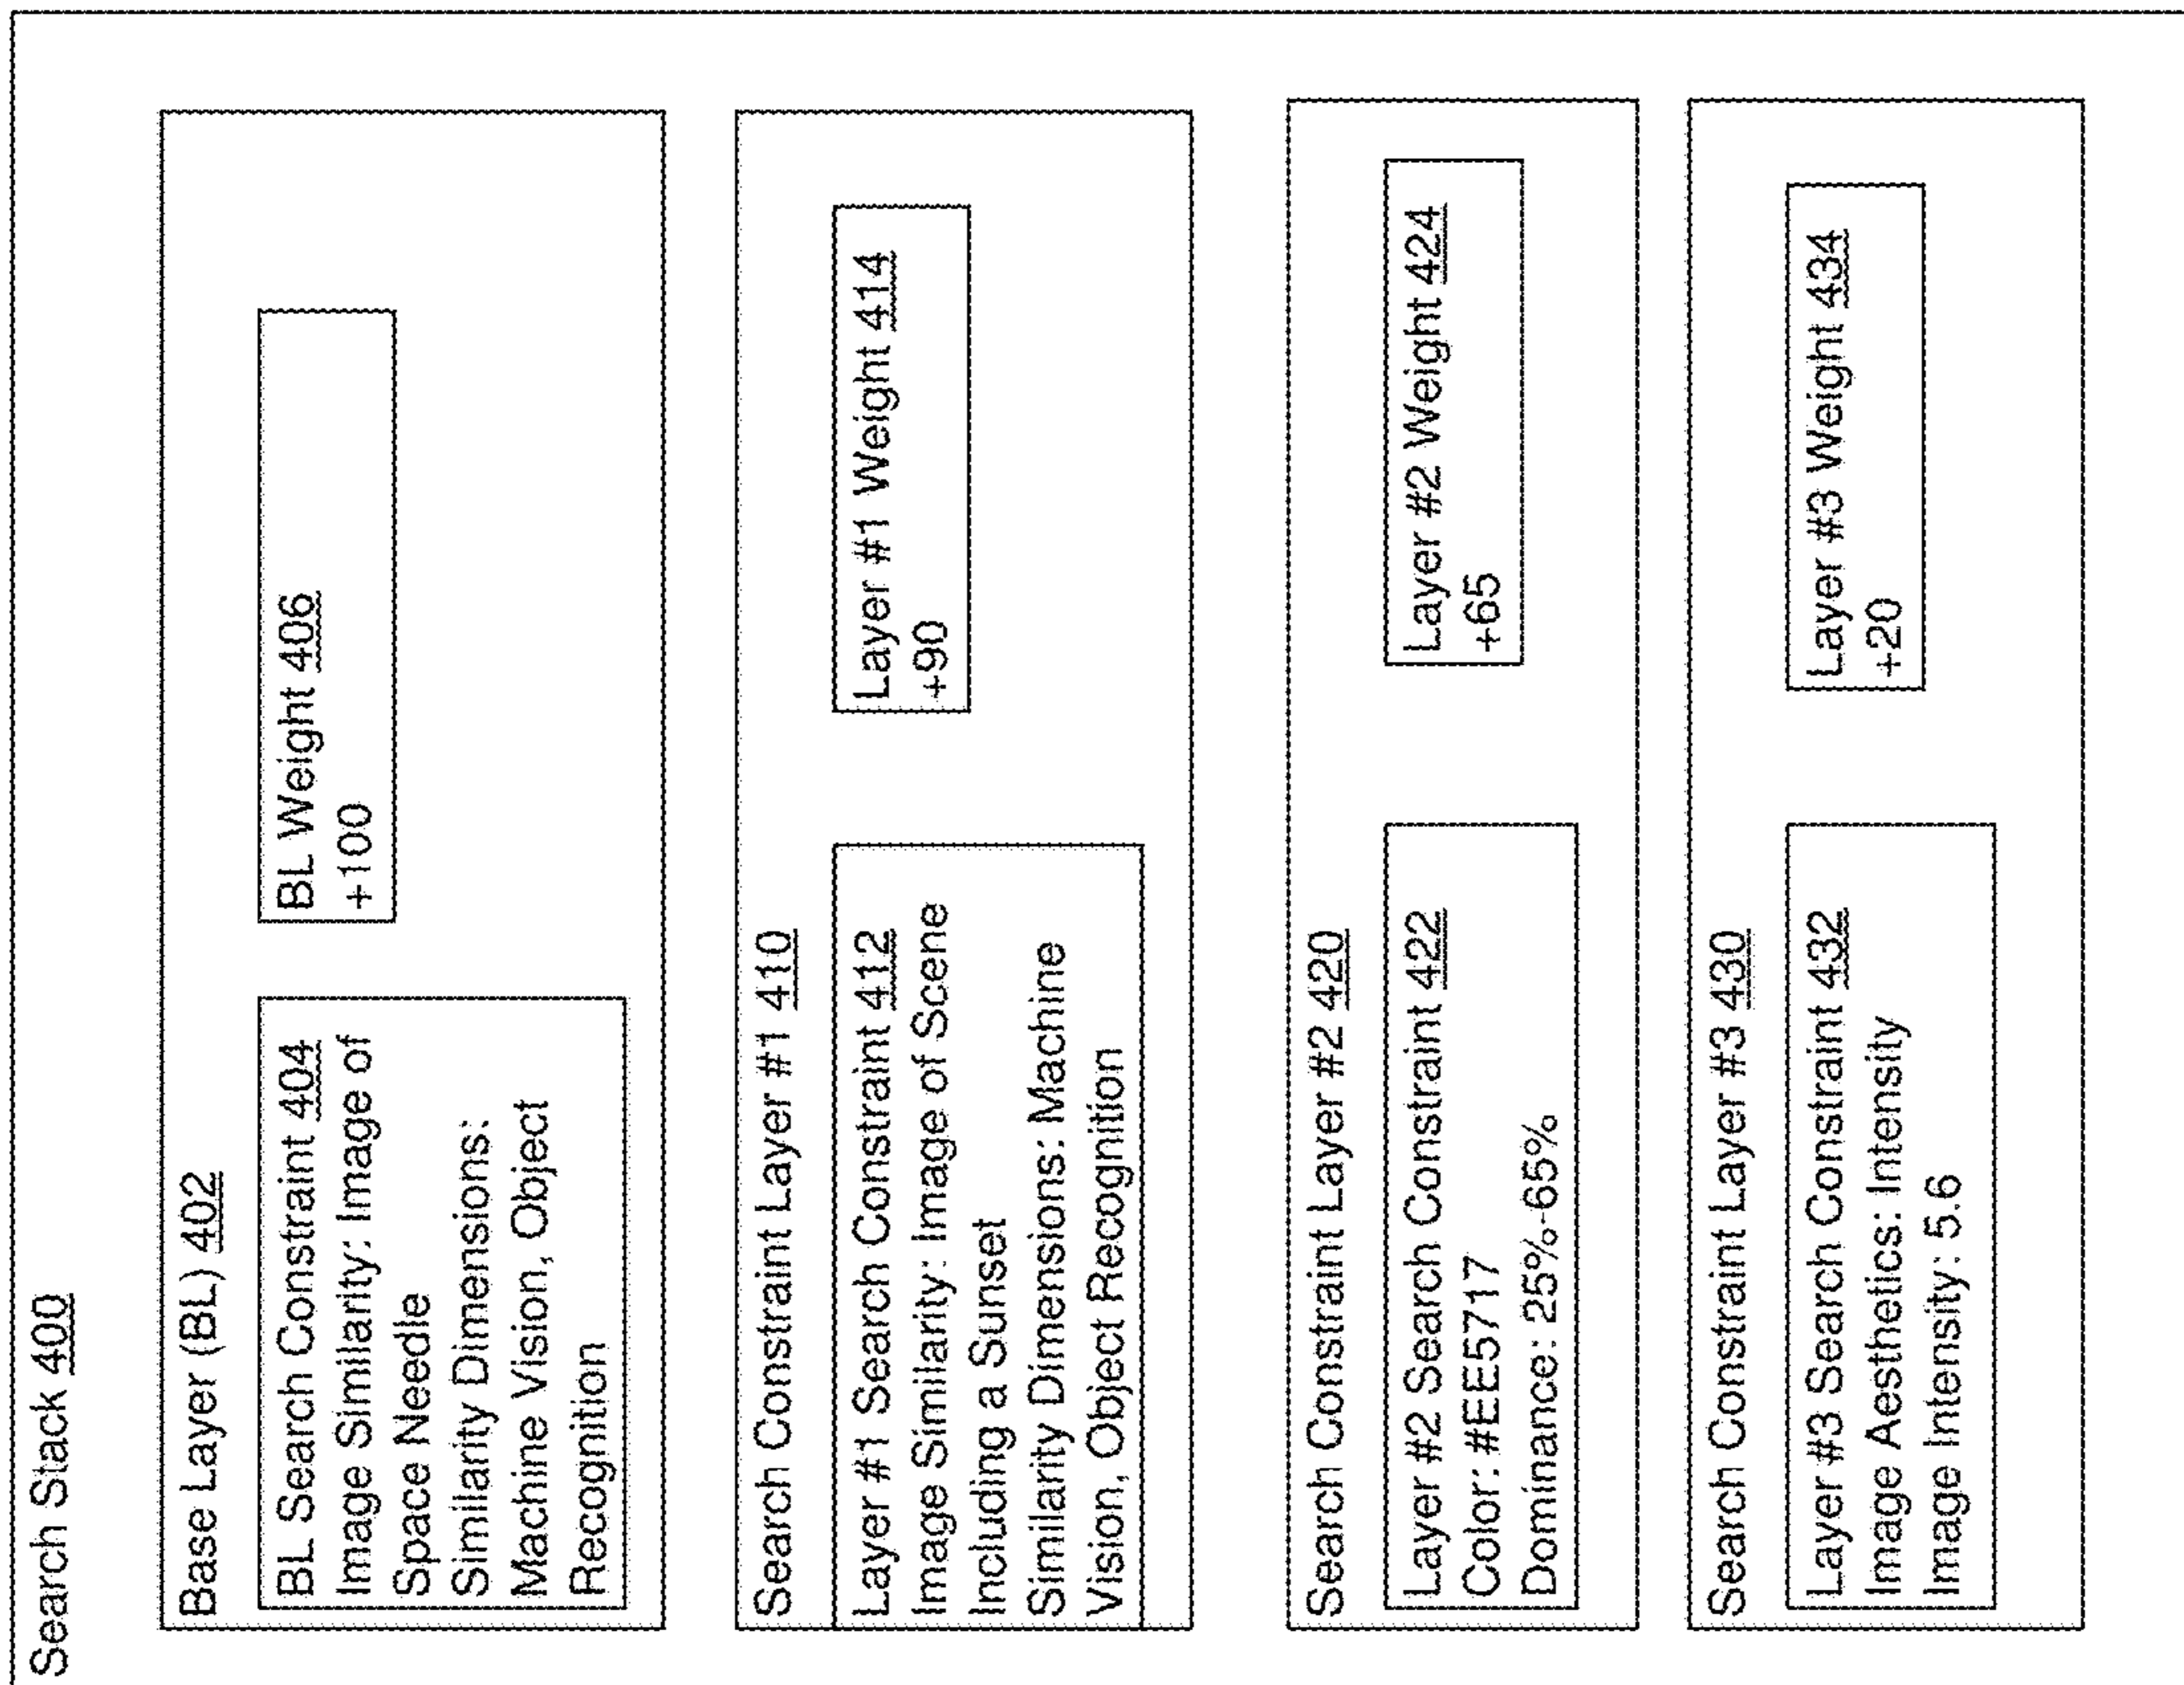 Search Stack 400
Base Layer (BL) 402
BL Search Constraint 404
Image Similarity: Image of
Space Needle
Similarity Dimensions:
Machine Vision, Object
Recognition
BL Weight 406
+100
Search Constraint Layer #1 410
Layer #1 Search Constraint 412
Image Similarity: Image of Scene
Including a Sunset
Similarity Dimensions: Machine
Vision, Object Recognition
Layer #1 Weight 414
+90
Search Constraint Layer #2 420
Layer #2 Search Constraint 422
Color: #EE5717
Dominance: 25%-65%
Layer #2 Weight 424
+65
Search Constraint Layer #3 430
Layer #3 Search Constraint 432
Image Aesthetics: Intensity
Image Intensity: 5.6
Layer #3 Weight 434
+20